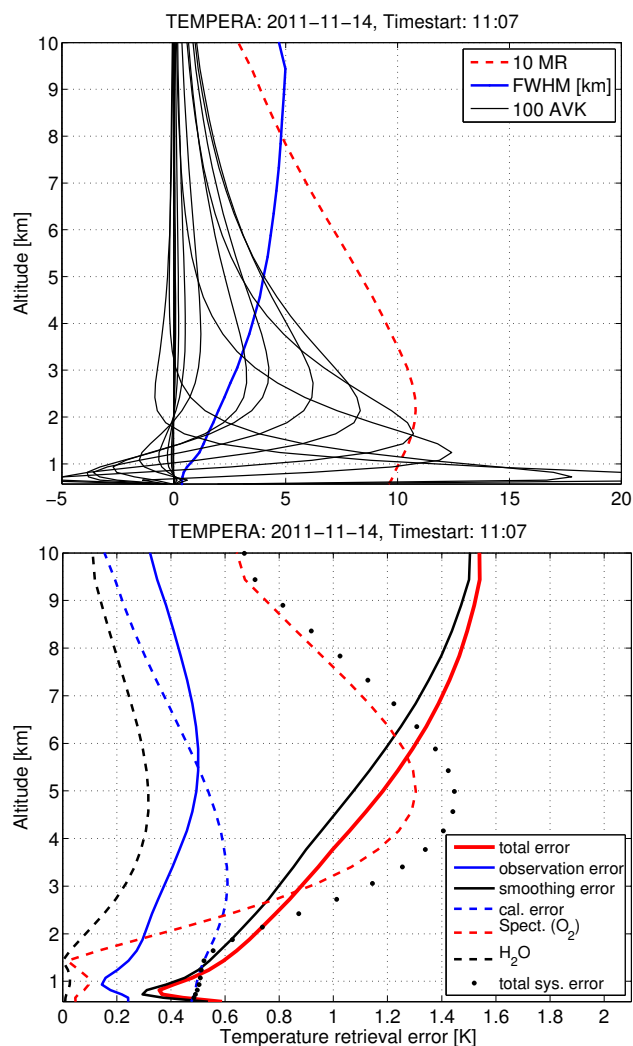 TEMPERA: 2011−11−14, Timestart: 11:07
10
9
8
7
6
5
4
3
2
1
Altitude [km]
−5
0
5
10
15
20
10 MR
FWHM [km]
100 AVK
TEMPERA: 2011−11−14, Timestart: 11:07
10
9
8
7
6
5
4
3
2
1
Altitude [km]
0
0.2
0.4
0.6
0.8
1
1.2
1.4
1.6
1.8
2
Temperature retrieval error [K]
total error
observation error
smoothing error
cal. error
Spect. (O2)
H2O
total sys. error